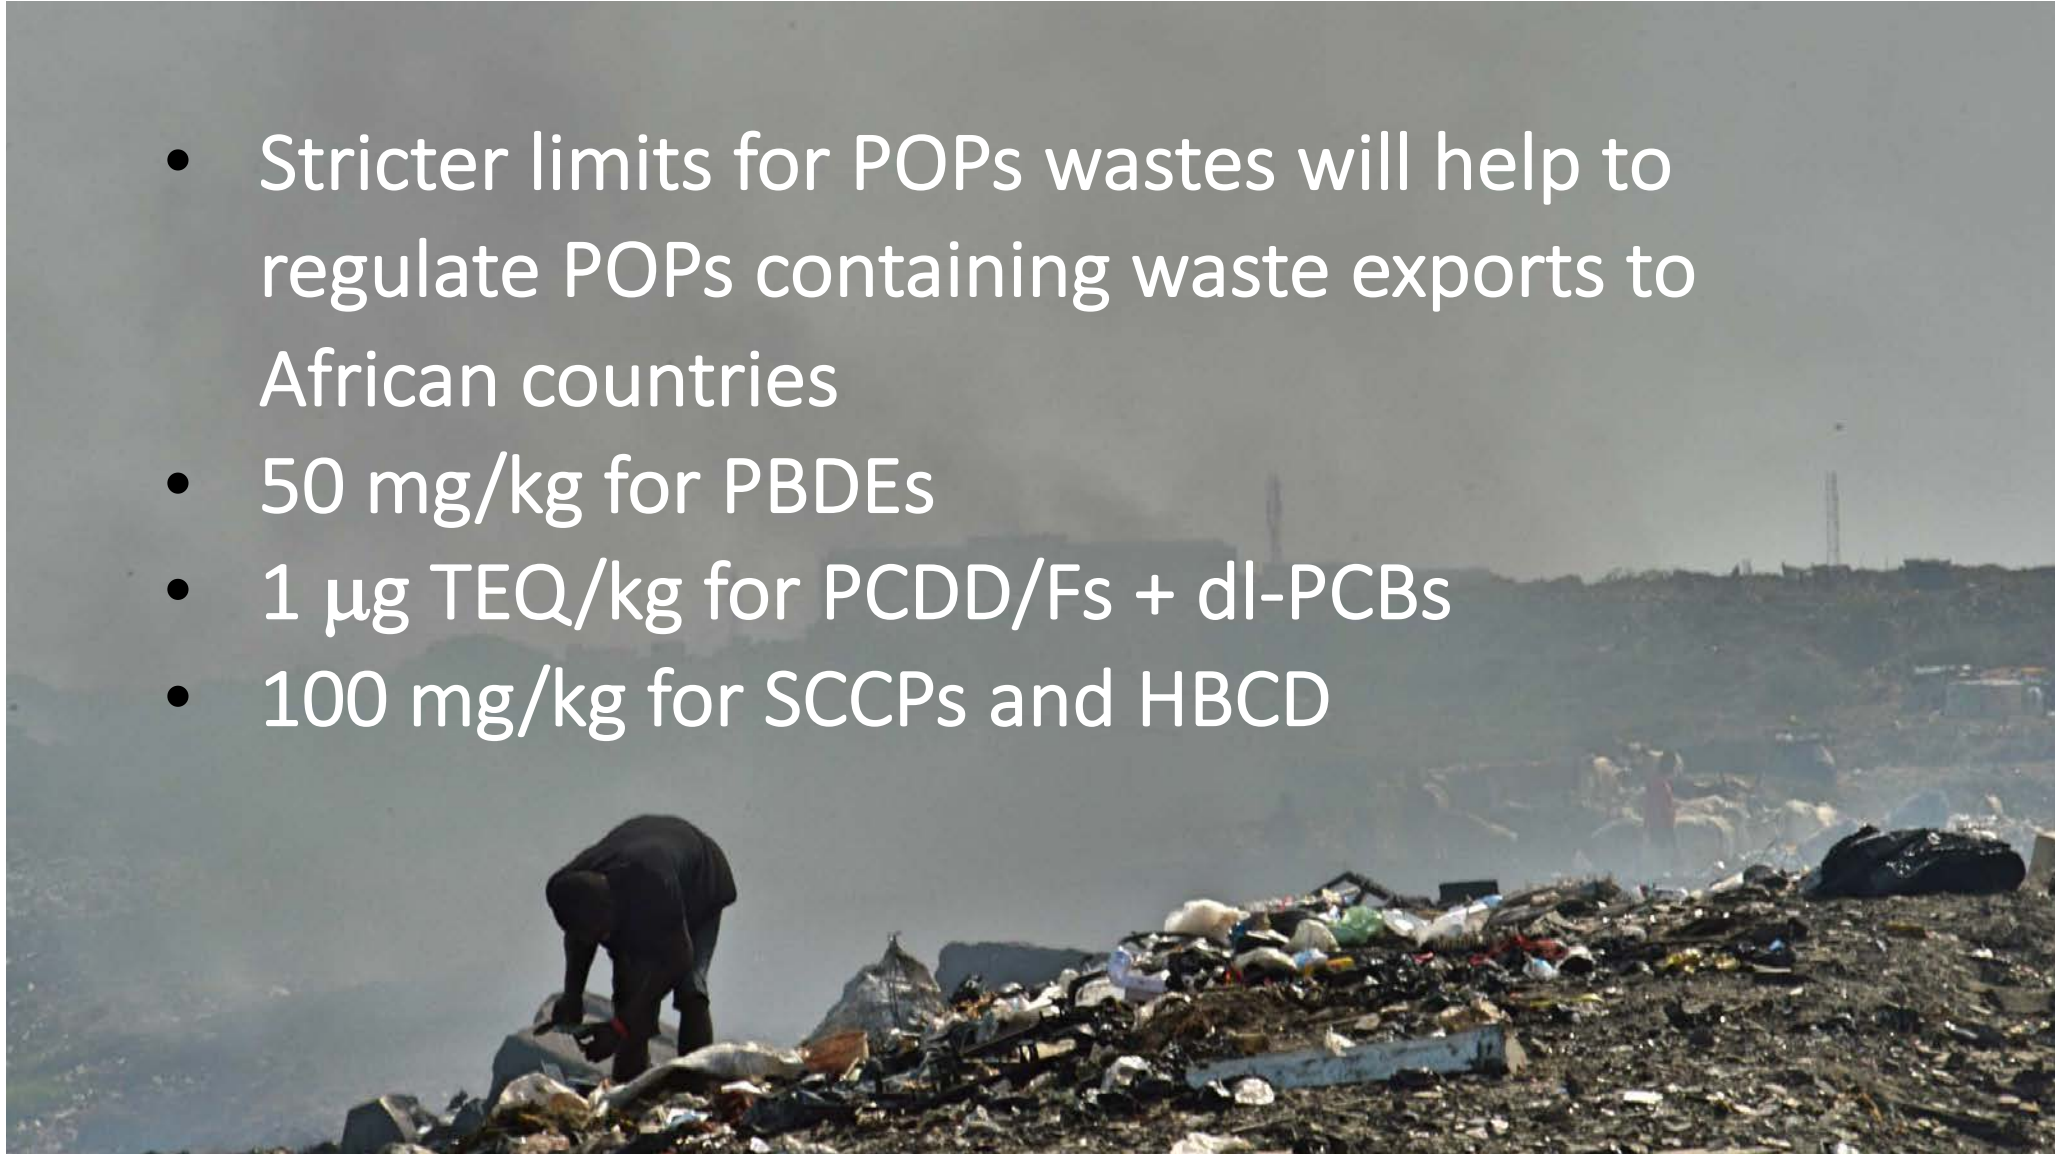 • Stricter limits for POPs wastes will help to
regulate POPs containing waste exports to
African countries
• 50 mg/kg for PBDEs
• 1 µg TEQ/kg for PCDD/Fs + dl-PCBs
• 100 mg/kg for SCCPs and HBCD